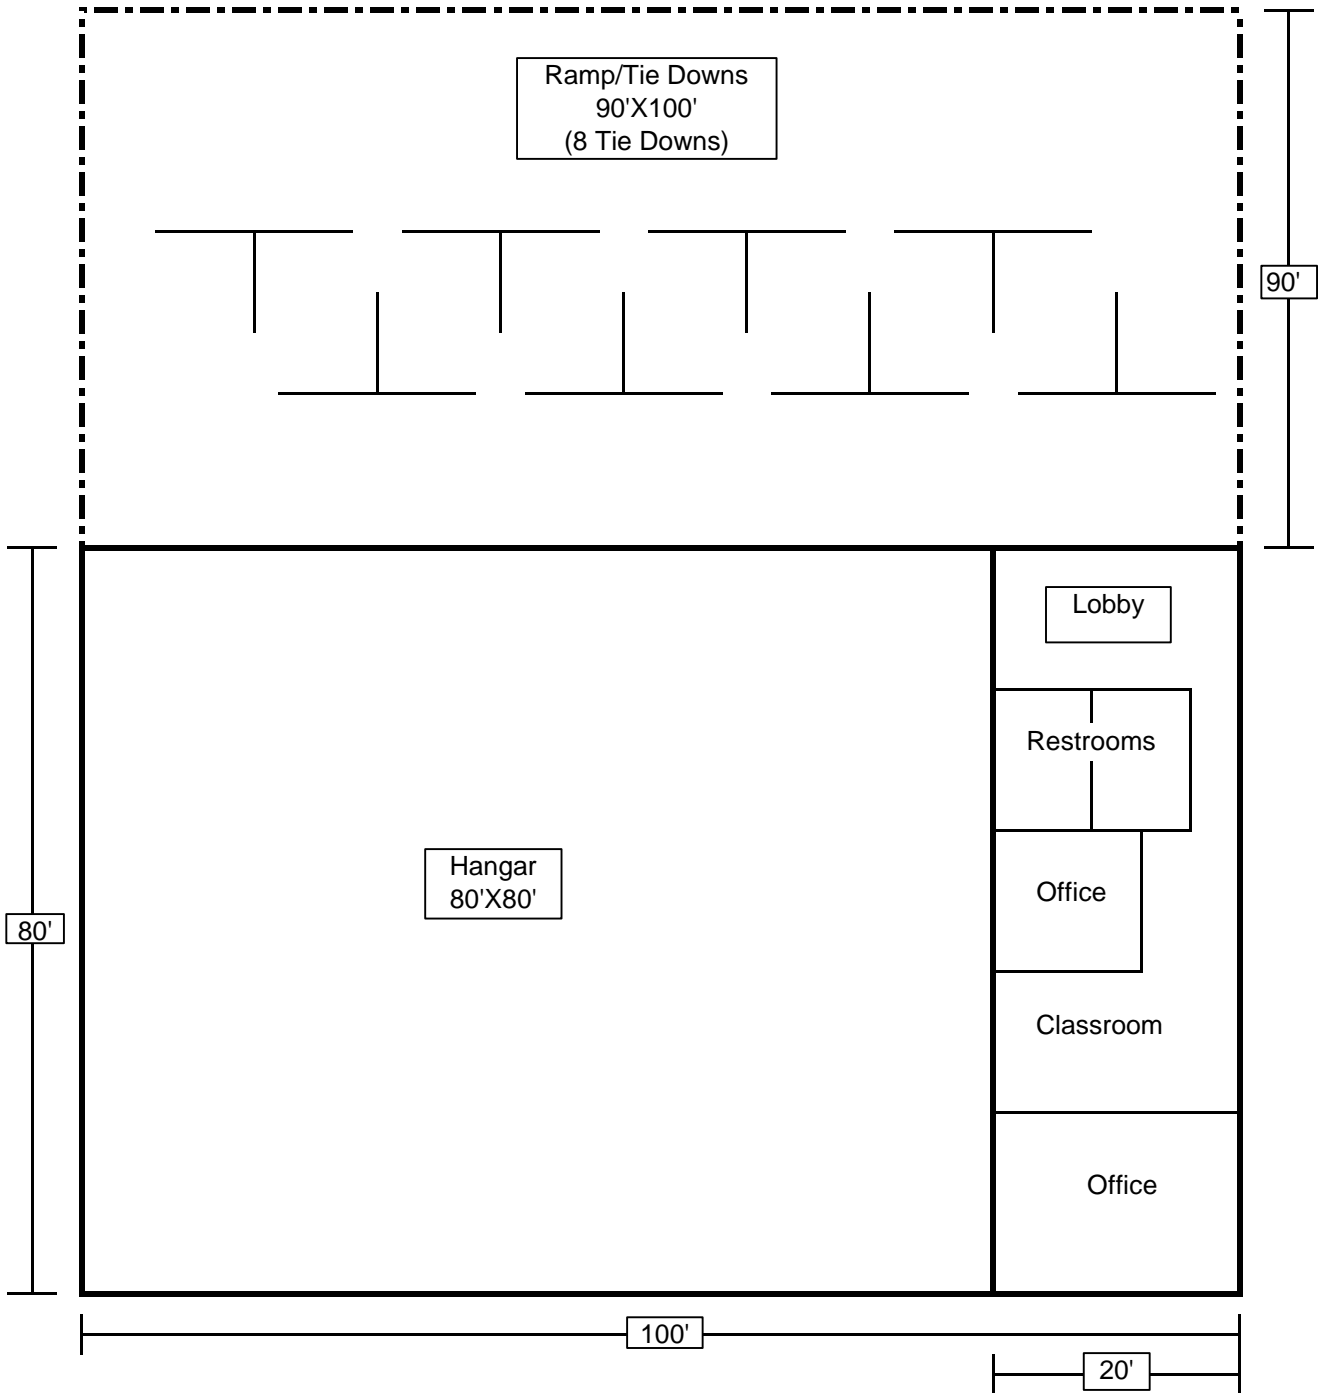 Ramp/Tie Downs
90'X100'
(8 Tie Downs)
90'
Lobby
Restrooms
Hangar
80'X80'
Office
80'
Classroom
Office
100'
20'